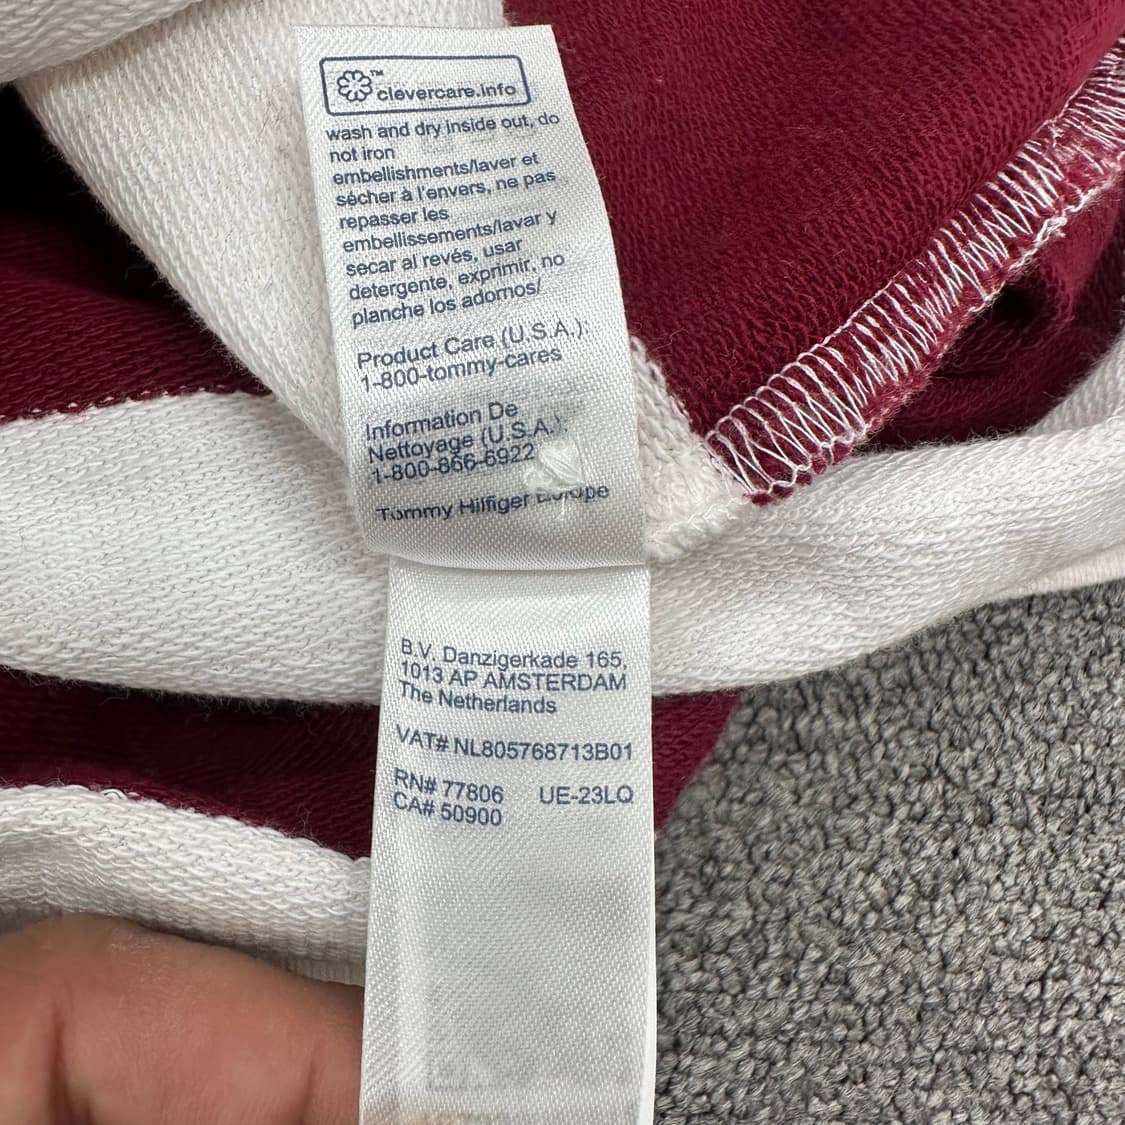 ™
clevercare.info
wash and dry inside out, do
not iron
embellishments/laver et
sécher à l'envers, ne pas
repasser les
embellissements/lavar y
secar al revés, usar
detergente, exprimir, no
planche los adornos/
Product Care (U.S.A.):
1-800-tommy-cares
Information De
Nettoyage (U.S.A.):
1-800-866-6922
Tommy Hilfiger Europe
B.V. Danzigerkade 165,
1013 AP AMSTERDAM
The Netherlands
VAT# NL805768713B01
RN# 77806 UE-23LQ
CA# 50900